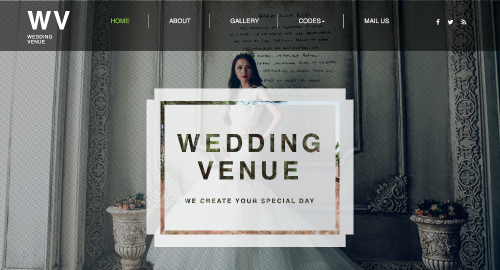 WV
WEDDING
VENUE
HOME
ABOUT
GALLERY
CODES
MAIL US
WEDDING
VENUE
WE CREATE YOUR SPECIAL DAY